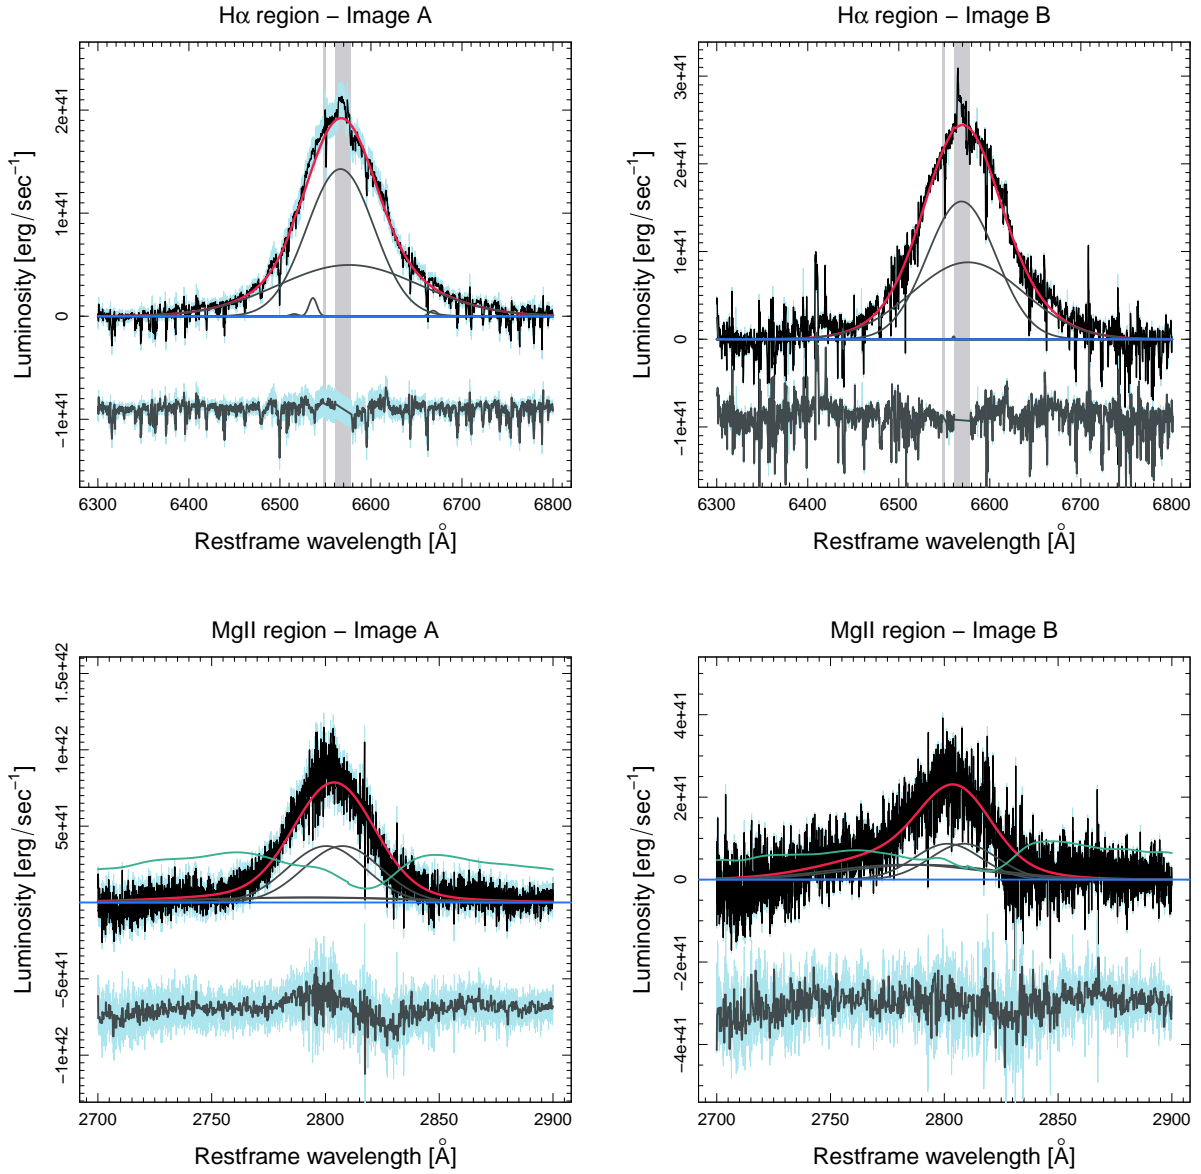 Hα region − Image A
Luminosity [erg/sec−1]
2e+41
1e+41
0
−1e+41
6300 6400 6500 6600 6700 6800
Restframe wavelength [Å]
Hα region − Image B
Luminosity [erg/sec−1]
3e+41
2e+41
1e+41
0
−1e+41
6300 6400 6500 6600 6700 6800
Restframe wavelength [Å]
MgII region − Image A
Luminosity [erg/sec−1]
1.5e+42
1e+42
5e+41
0
−5e+41
−1e+42
2700 2750 2800 2850 2900
Restframe wavelength [Å]
MgII region − Image B
Luminosity [erg/sec−1]
4e+41
2e+41
0
−2e+41
−4e+41
2700 2750 2800 2850 2900
Restframe wavelength [Å]